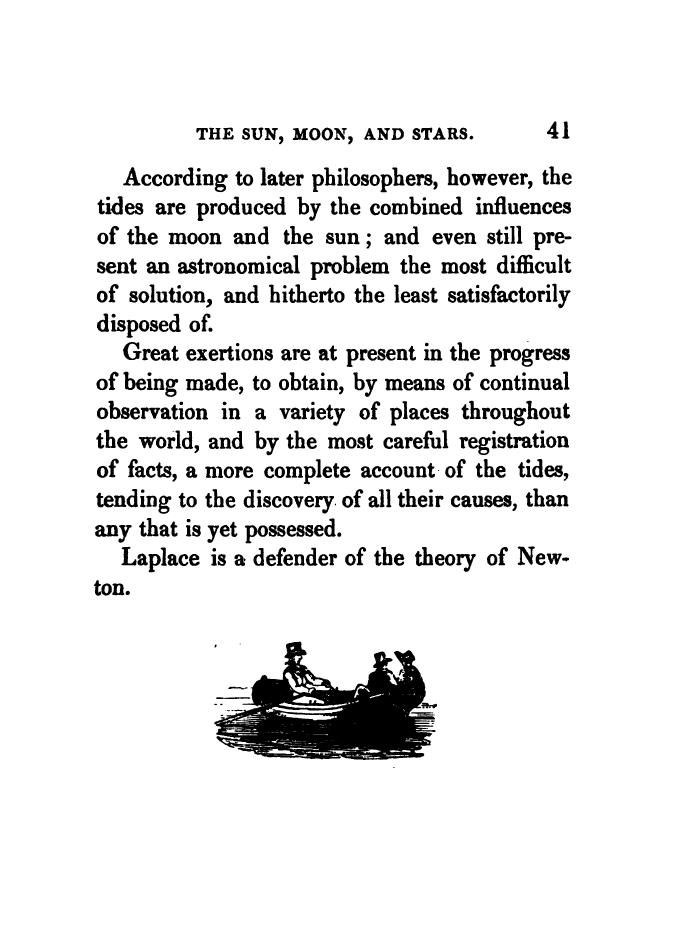 THE SUN, MOON, AND STARS. 41
According to later philosophers, however, the
tides are produced by the combined influences
of the moon and the sun; and even still pre-
sent an astronomical problem the most difficult
of solution, and hitherto the least satisfactorily
disposed of.
Great exertions are at present in the progress
of being made, to obtain, by means of continual
observation in a variety of places throughout
the world, and by the most careful registration
of facts, a more complete account of the tides,
tending to the discovery of all their causes, than
any that is yet possessed.
Laplace is a defender of the theory of New-
ton.